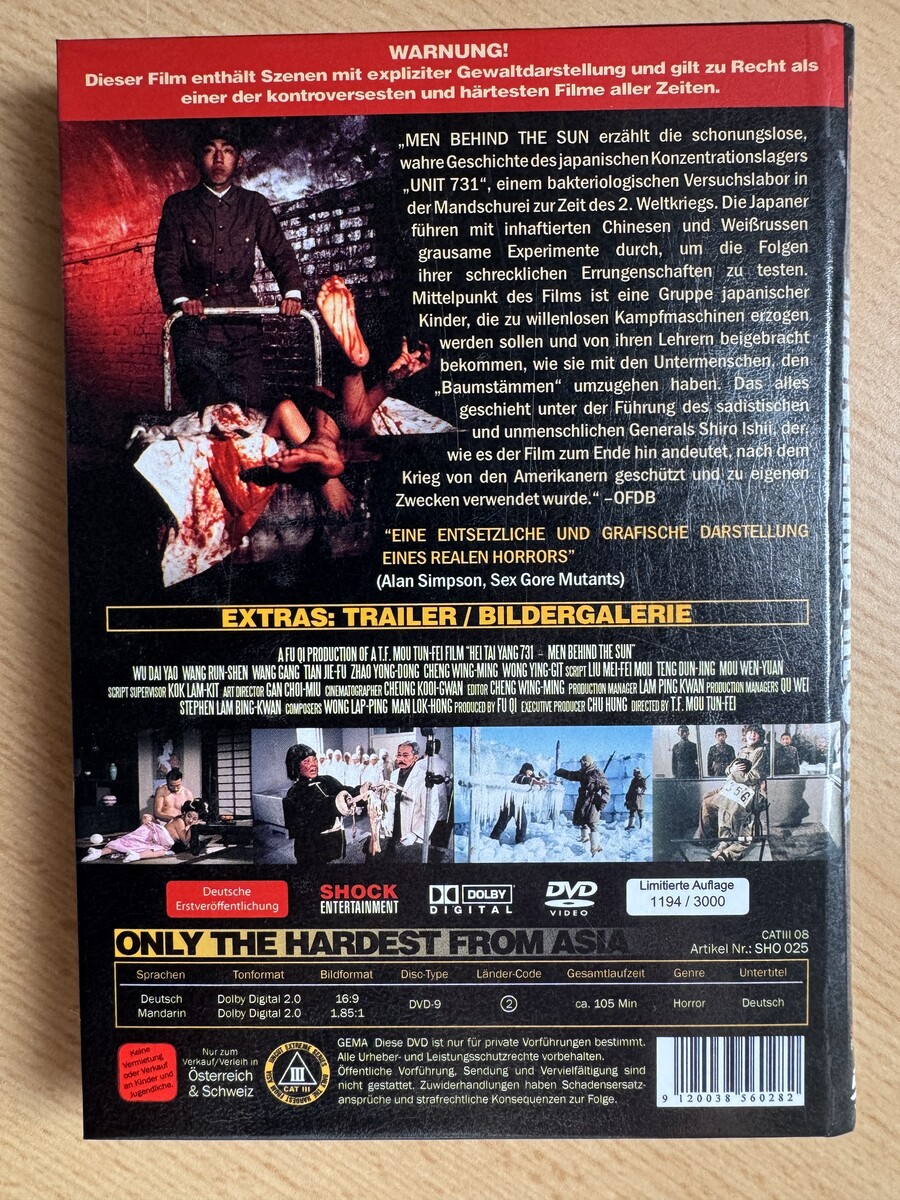 WARNUNG!
Dieser Film enthält Szenen mit expliziter Gewaltdarstellung und gilt zu Recht als
einer der kontroversesten und härtesten Filme aller Zeiten.
„MEN BEHIND THE SUN erzählt die schonungslose,
wahre Geschichte des japanischen Konzentrationslagers
„UNIT 731“, einem bakteriologischen Versuchslabor in
der Mandschurei zur Zeit des 2. Weltkriegs. Die Japaner
führen mit inhaftierten Chinesen und Weißrussen
grausame Experimente durch, um die Folgen
ihrer schrecklichen Errungenschaften zu testen.
Mittelpunkt des Films ist eine Gruppe japanischer
Kinder, die zu willenlosen Kampfmaschinen erzogen
werden sollen und von ihren Lehrern beigebracht
bekommen, wie sie mit den Untermenschen, den
„Baumstämmen“ umzugehen haben. Das alles
geschieht unter der Führung des sadistischen
und unmenschlichen Generals Shiro Ishii, der,
wie es der Film zum Ende hin andeutet, nach dem
Krieg von den Amerikanern geschützt und zu eigenen
Zwecken verwendet wurde.“ –OFDB
“EINE ENTSETZLICHE UND GRAFISCHE DARSTELLUNG
EINES REALEN HORRORS”
(Alan Simpson, Sex Gore Mutants)
EXTRAS: TRAILER / BILDERGALERIE
A FU QI PRODUCTION OF A T.F. MOU TUN-FEI FILM "HEI TAI YANG 731 - MEN BEHIND THE SUN"
WU DAI YAO WANG RUN-SHEN WANG GANG TIAN JIE-FU ZHAO YONG-DONG CHENG WING-MING WONG YING-GIT SCRIPT LIU MEI-FEI MOU TENG DUN-JING MOU WEN-YUAN
SCRIPT SUPERVISOR KOK LAM-KIT ART DIRECTOR GAN CHOI-MIU CINEMATOGRAPHER CHEUNG KOOI-GWAN EDITOR CHENG WING-MING PRODUCTION MANAGER LAM PING KWAN PRODUCTION MANAGERS QU WEI
STEPHEN LAM BING-KWAN COMPOSERS WONG LAP-PING MAN LOK-HONG PRODUCED BY FU QI EXECUTIVE PRODUCER CHU HUNG DIRECTED BY T.F. MOU TUN-FEI
Deutsche
Erstveröffentlichung
SHOCK
ENTERTAINMENT
DOLBY
DIGITAL
DVD
VIDEO
Limitierte Auflage
1194 / 3000
ONLY THE HARDEST FROM ASIA
CATIII 08
Artikel Nr.: SHO 025
Sprachen Tonformat Bildformat Disc-Type Länder-Code Gesamtlaufzeit Genre Untertitel
Deutsch Dolby Digital 2.0 16:9 DVD-9 2 ca. 105 Min Horror Deutsch
Mandarin Dolby Digital 2.0 1.85:1
Keine
Vermietung
oder Verkauf
an Kinder und
Jugendliche.
Nur zum
Verkauf/Verleih in
Österreich
& Schweiz
III
CAT III
GEMA Diese DVD ist nur für private Vorführungen bestimmt.
Alle Urheber- und Leistungsschutzrechte vorbehalten.
Öffentliche Vorführung, Sendung und Vervielfältigung sind
nicht gestattet. Zuwiderhandlungen haben Schadensersatz-
ansprüche und strafrechtliche Konsequenzen zur Folge.
9 120038 560282